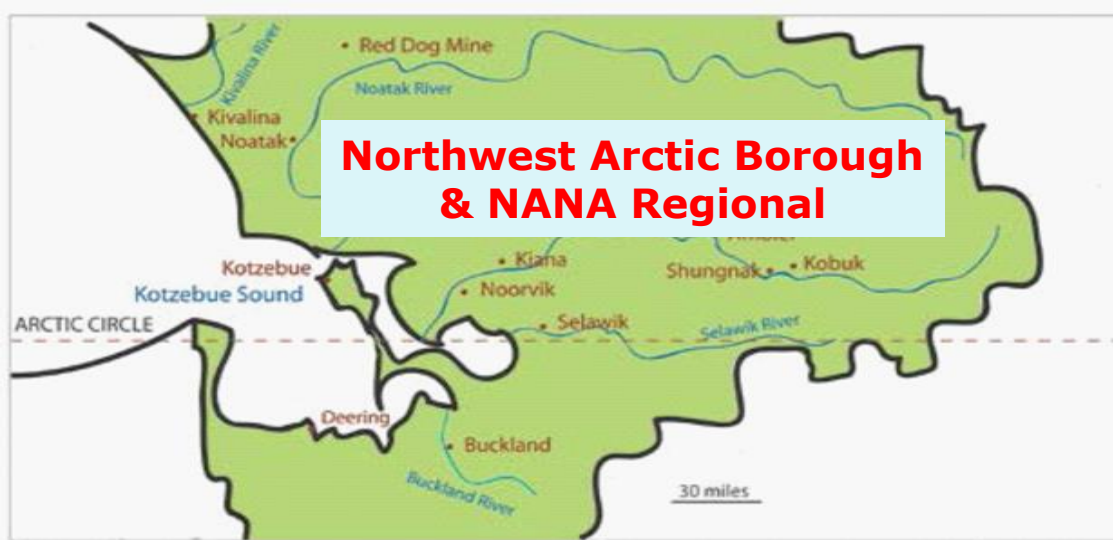 Red Dog Mine
Kivalina River
Noatak River
Kivalina
Noatak
Northwest Arctic Borough
& NANA Regional
Kiana
Shungnak
Kobuk
Kotzebue
Noorvik
Kotzebue Sound
ARCTIC CIRCLE
Selawik
Selawik River
Deering
Buckland
Buckland River
30 miles